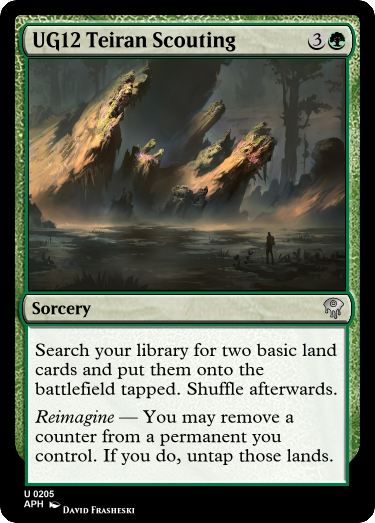 UG12 Teiran Scouting 3
Sorcery
Search your library for two basic land
cards and put them onto the
battlefield tapped. Shuffle afterwards.
Reimagine — You may remove a
counter from a permanent you
control. If you do, untap those lands.
U 0205
APH David Frasheski